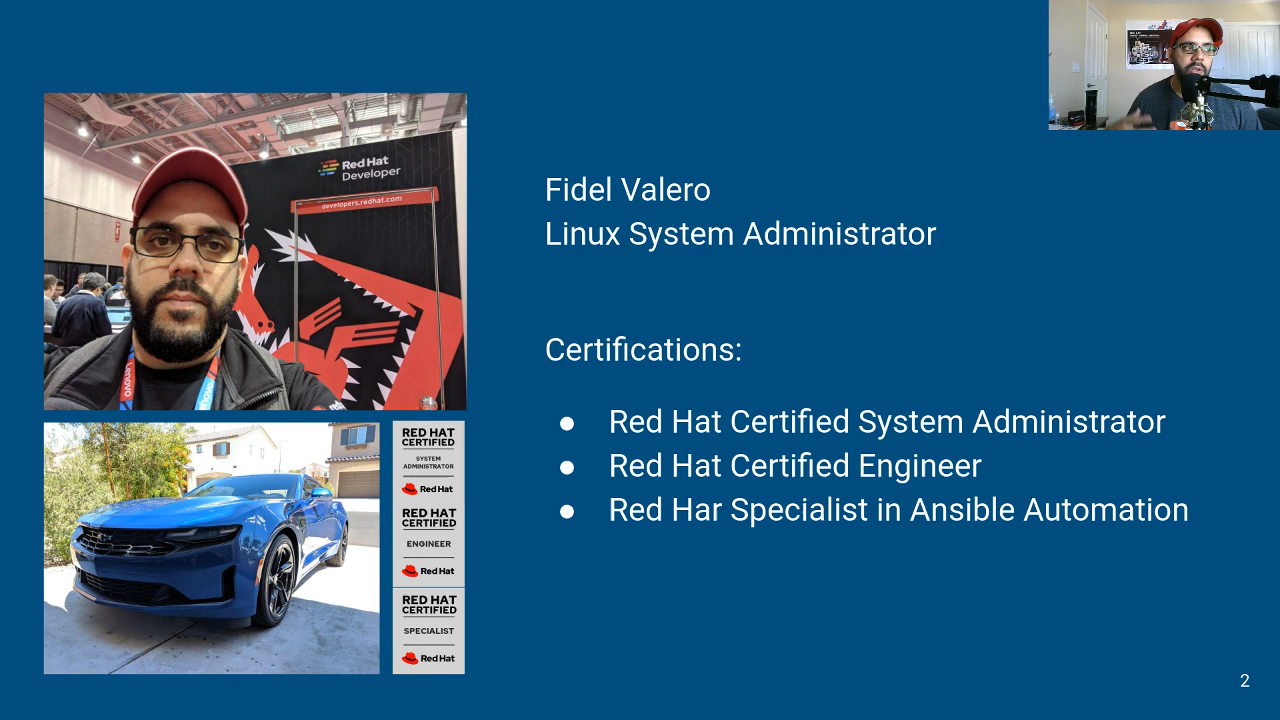 Red Hat
Developer
developers.redhat.com
Lenovo
Fidel Valero
Linux System Administrator
Certifications:
● Red Hat Certified System Administrator
● Red Hat Certified Engineer
● Red Har Specialist in Ansible Automation
RED HAT
CERTIFIED
SYSTEM
ADMINISTRATOR
Red Hat
RED HAT
CERTIFIED
ENGINEER
Red Hat
RED HAT
CERTIFIED
SPECIALIST
Red Hat
2